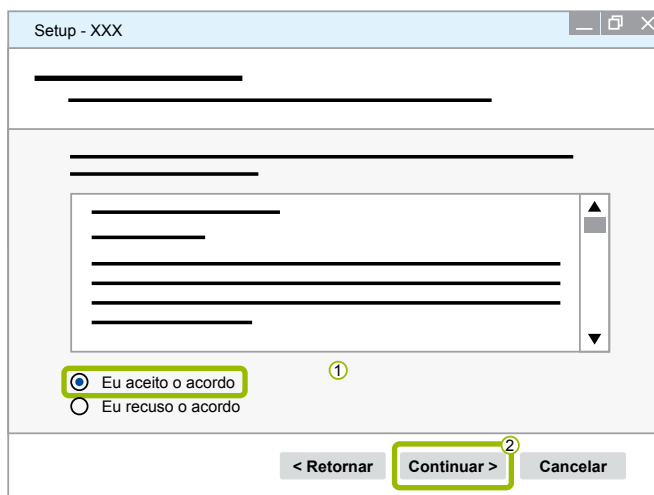 Setup - XXX
1
Eu aceito o acordo
Eu recuso o acordo
2
< Retornar
Continuar >
Cancelar